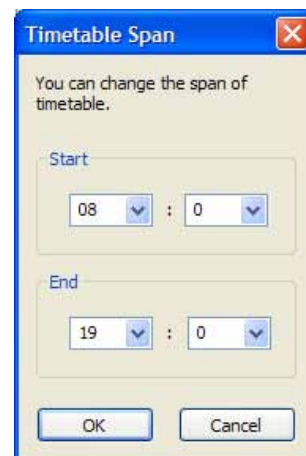 Timetable Span
You can change the span of
timetable.
Start
08 : 0
End
19 : 0
OK Cancel